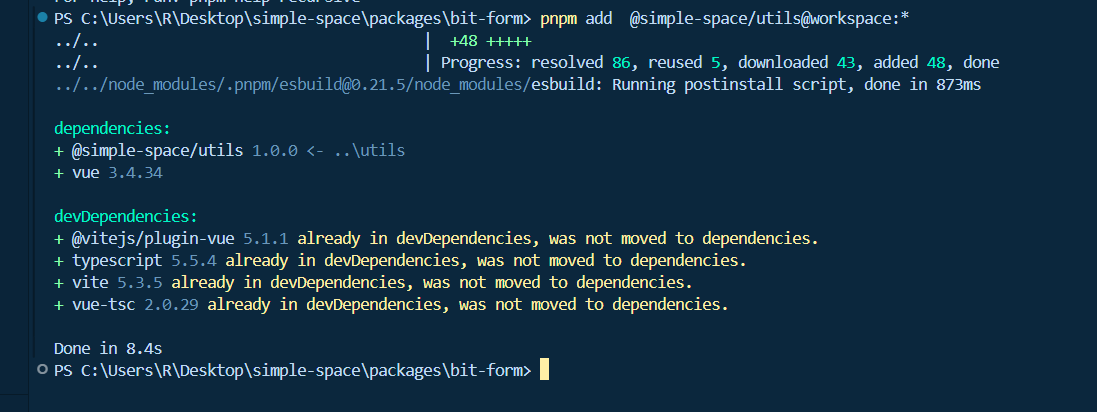 PS C:\Users\R\Desktop\simple-space\packages\bit-form> pnpm add  @simple-space/utils@workspace:*
../..                                    |  +48 +++++
../..                                    | Progress: resolved 86, reused 5, downloaded 43, added 48, done
../../node_modules/.pnpm/esbuild@0.21.5/node_modules/esbuild: Running postinstall script, done in 873ms
dependencies:
+ @simple-space/utils 1.0.0 <- ..\utils
+ vue 3.4.34
devDependencies:
+ @vitejs/plugin-vue 5.1.1 already in devDependencies, was not moved to dependencies.
+ typescript 5.5.4 already in devDependencies, was not moved to dependencies.
+ vite 5.3.5 already in devDependencies, was not moved to dependencies.
+ vue-tsc 2.0.29 already in devDependencies, was not moved to dependencies.
Done in 8.4s
PS C:\Users\R\Desktop\simple-space\packages\bit-form>